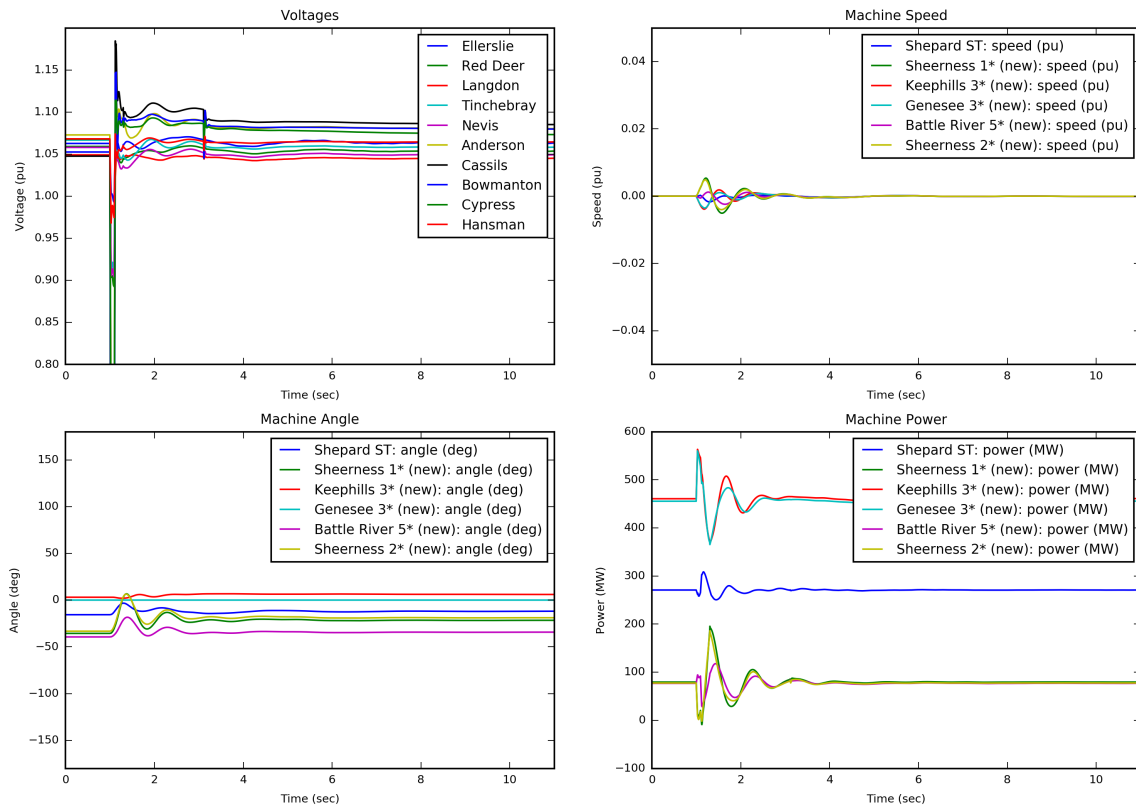 Voltages
1.15
1.10
1.05
1.00
0.95
0.90
0.85
0.80
Voltage (pu)
0 2 4 6 8 10
Time (sec)
Ellerslie
Red Deer
Langdon
Tinchebray
Nevis
Anderson
Cassils
Bowmanton
Cypress
Hansman
Machine Speed
0.04
0.02
0.00
−0.02
−0.04
Speed (pu)
0 2 4 6 8 10
Time (sec)
Shepard ST: speed (pu)
Sheerness 1* (new): speed (pu)
Keephills 3* (new): speed (pu)
Genesee 3* (new): speed (pu)
Battle River 5* (new): speed (pu)
Sheerness 2* (new): speed (pu)
Machine Angle
150
100
50
0
−50
−100
−150
Angle (deg)
0 2 4 6 8 10
Time (sec)
Shepard ST: angle (deg)
Sheerness 1* (new): angle (deg)
Keephills 3* (new): angle (deg)
Genesee 3* (new): angle (deg)
Battle River 5* (new): angle (deg)
Sheerness 2* (new): angle (deg)
Machine Power
600
500
400
300
200
100
0
−100
Power (MW)
0 2 4 6 8 10
Time (sec)
Shepard ST: power (MW)
Sheerness 1* (new): power (MW)
Keephills 3* (new): power (MW)
Genesee 3* (new): power (MW)
Battle River 5* (new): power (MW)
Sheerness 2* (new): power (MW)